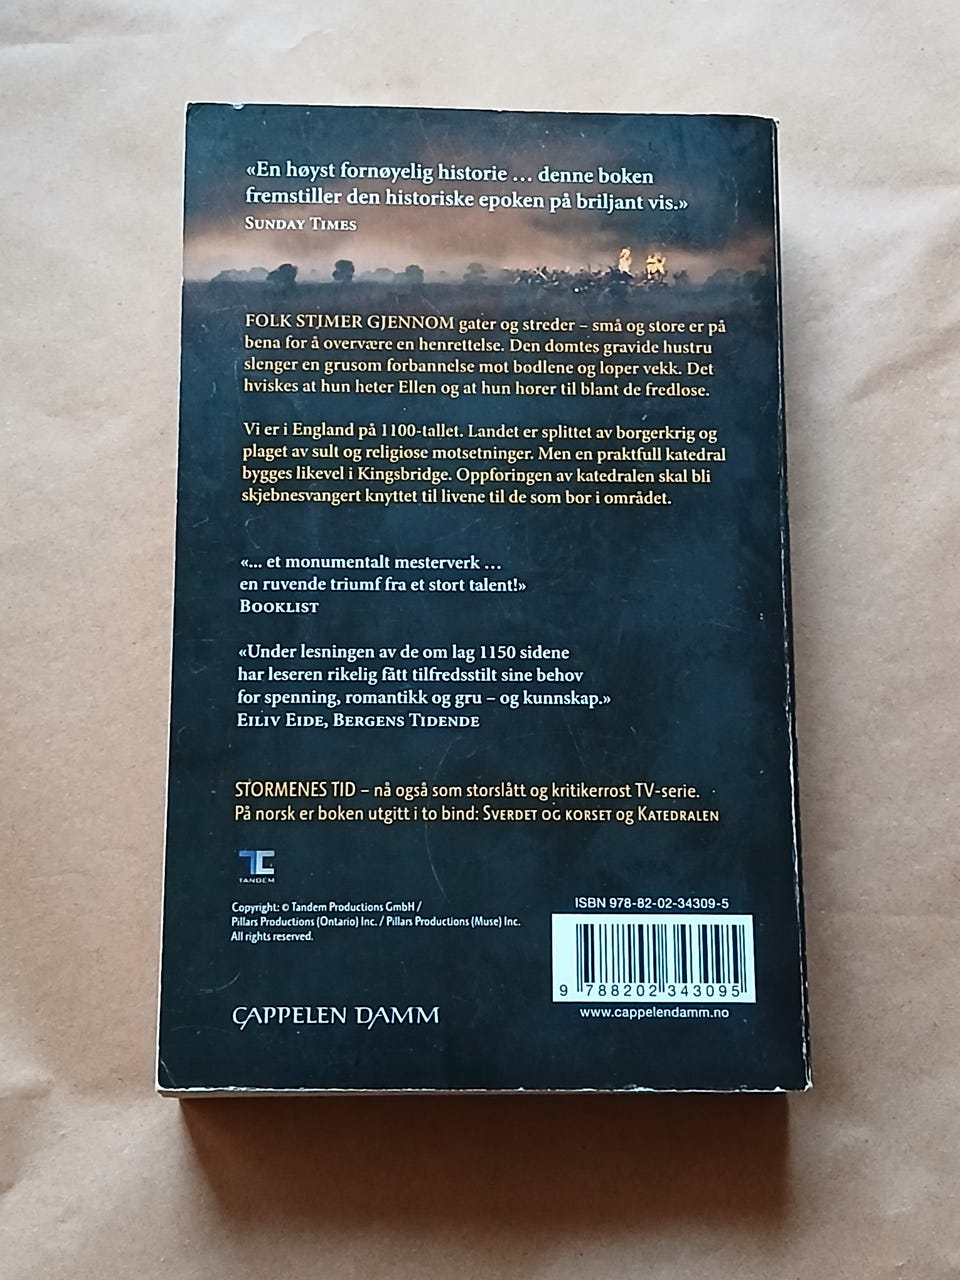 «En høyst fornøyelig historie ... denne boken
fremstiller den historiske epoken på briljant vis.»
SUNDAY TIMES
FOLK STIMER GJENNOM gater og streder – små og store er på
bena for å overvære en henrettelse. Den dømtes gravide hustru
slenger en grusom forbannelse mot bødlene og løper vekk. Det
hviskes at hun heter Ellen og at hun hører til blant de fredløse.
Vi er i England på 1100-tallet. Landet er splittet av borgerkrig og
plaget av sult og religiøse motsetninger. Men en praktfull katedral
bygges likevel i Kingsbridge. Oppføringen av katedralen skal bli
skjebnesvangert knyttet til livene til de som bor i området.
«... et monumentalt mesterverk ...
en ruvende triumf fra et stort talent!»
BOOKLIST
«Under lesningen av de om lag 1150 sidene
har leseren rikelig fått tilfredsstilt sine behov
for spenning, romantikk og gru – og kunnskap.»
EILIV EIDE, BERGENS TIDENDE
STORMENES TID – nå også som storslått og kritikerrost TV-serie.
På norsk er boken utgitt i to bind: SVERDET OG KORSET og KATEDRALEN
TANDEM
Copyright: © Tandem Productions GmbH /
Pillars Productions (Ontario) Inc. / Pillars Productions (Muse) Inc.
All rights reserved.
ISBN 978-82-02-34309-5
9 788202 343095
www.cappelendamm.no
CAPPELEN DAMM